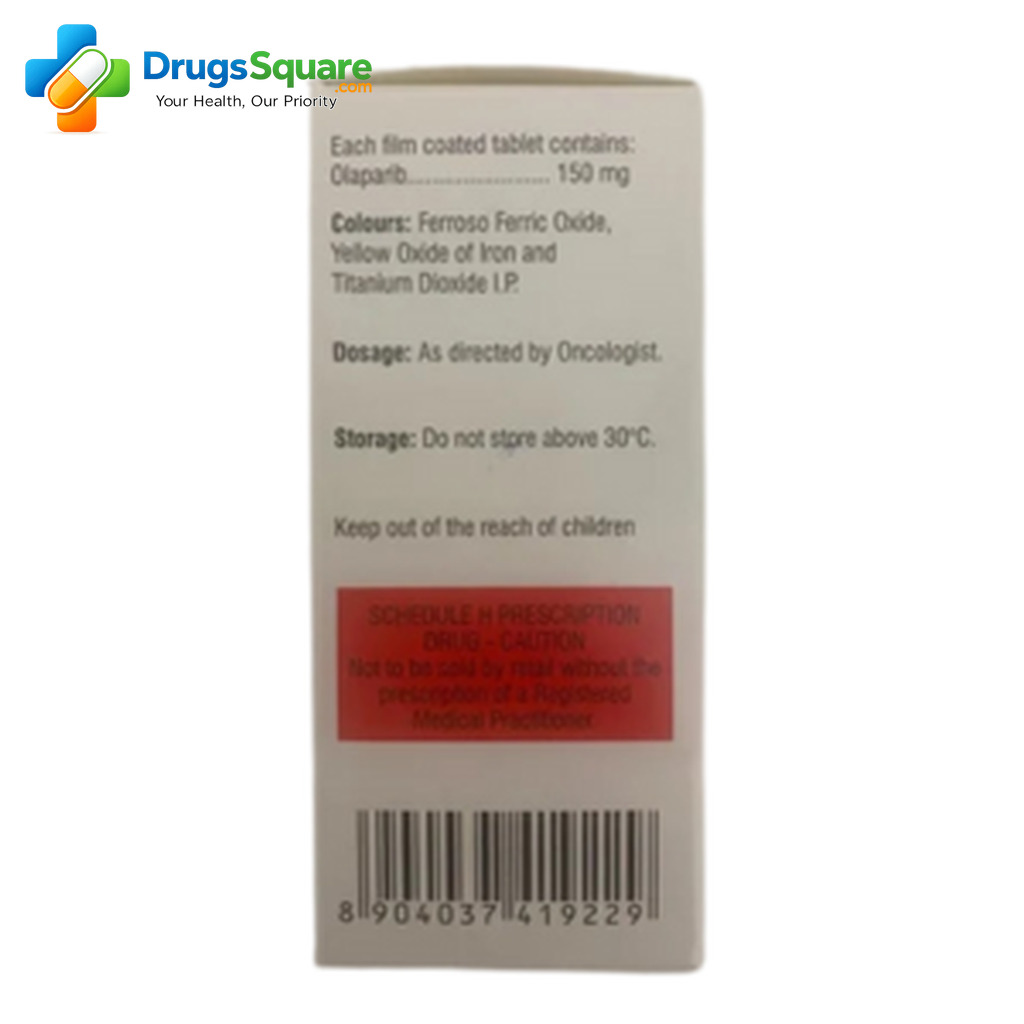 DrugsSquare
.com
Your Health, Our Priority
Each film coated tablet contains:
Olaparib...................... 150 mg
Colours: Ferroso Ferric Oxide,
Yellow Oxide of Iron and
Titanium Dioxide I.P.
Dosage: As directed by Oncologist.
Storage: Do not store above 30°C.
Keep out of the reach of children
SCHEDULE H PRESCRIPTION
DRUG - CAUTION
Not to be sold by retail without the
prescription of a Registered
Medical Practitioner
8 904037 419229